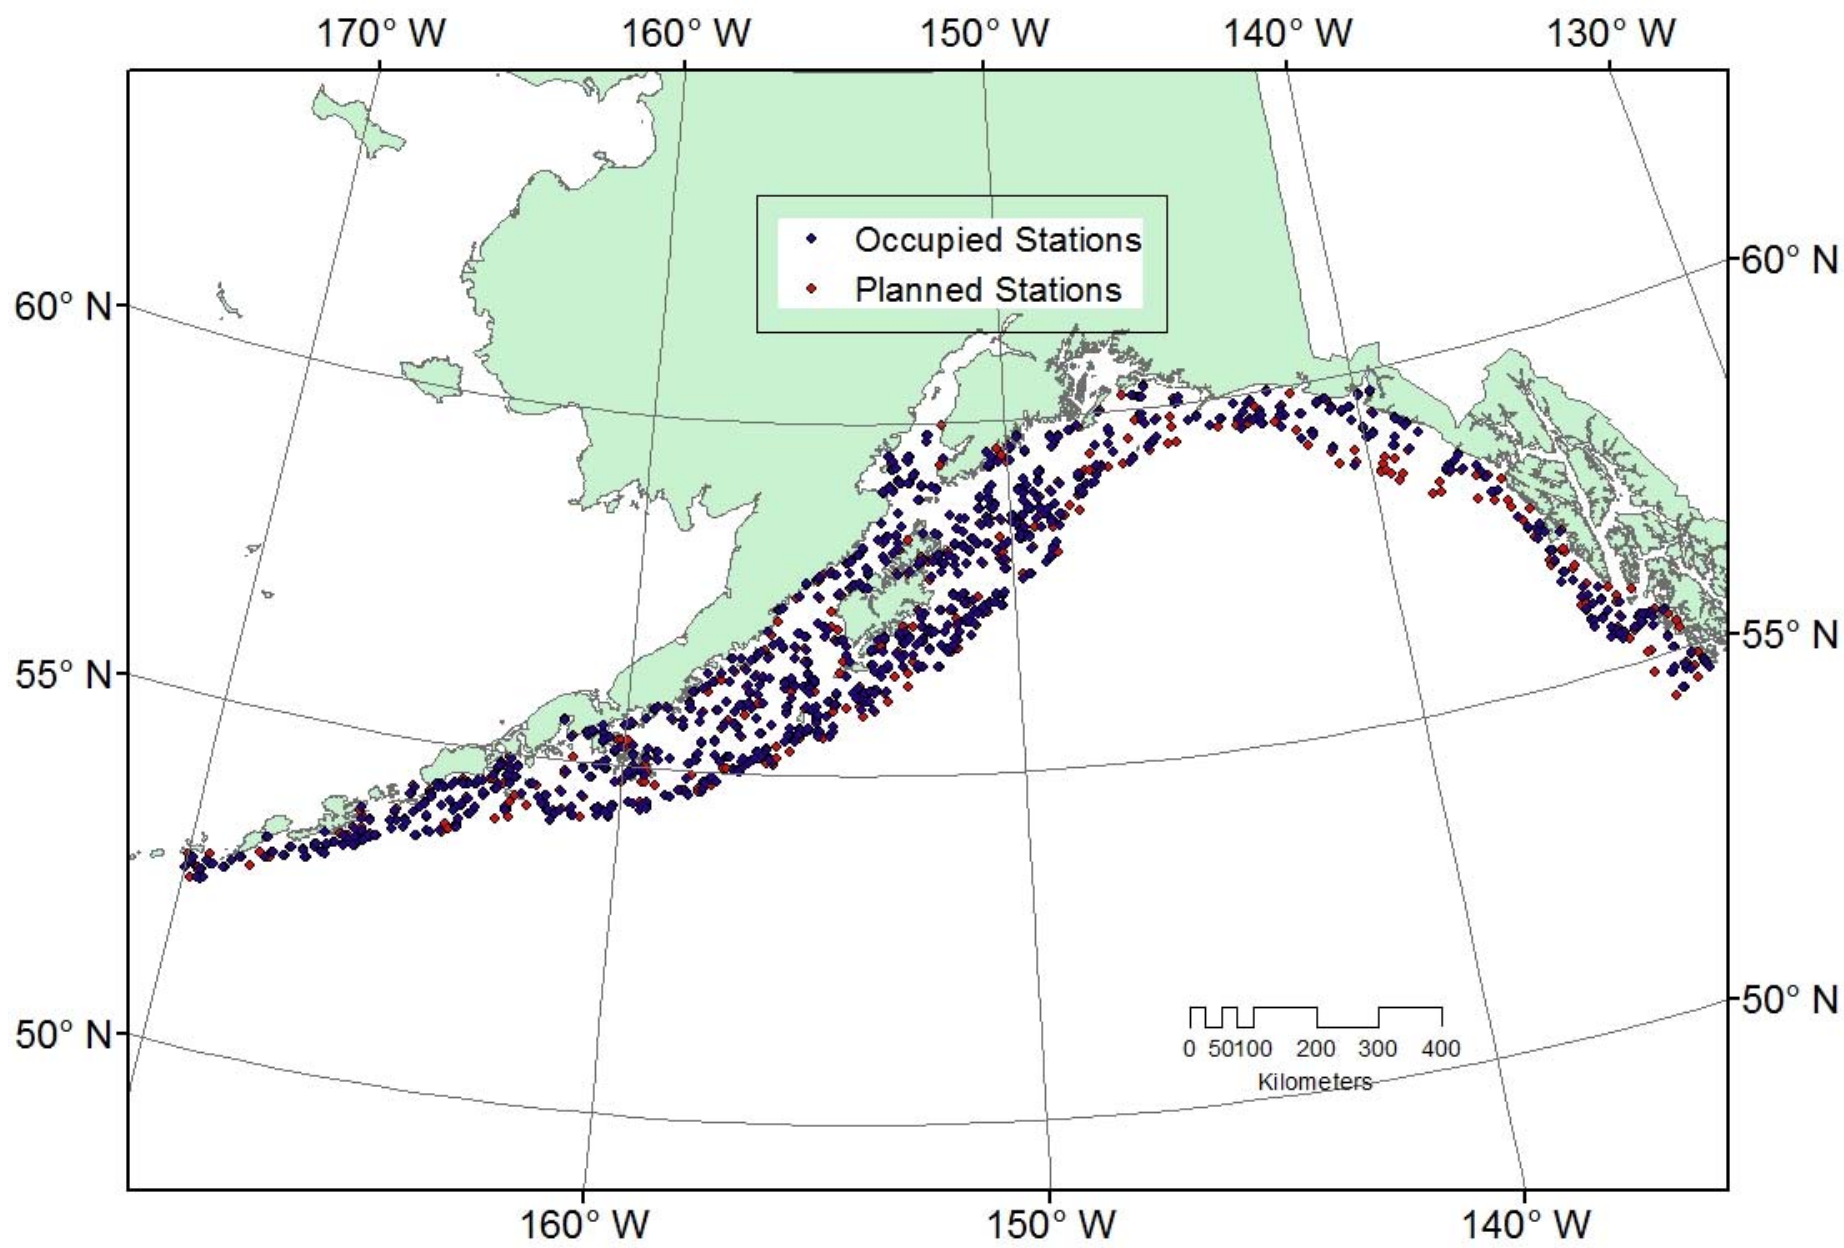 170° W 160° W 150° W 140° W 130° W
Occupied Stations
Planned Stations
60° N
60° N
55° N
55° N
50° N
50° N
0 50100 200 300 400
Kilometers
160° W 150° W 140° W